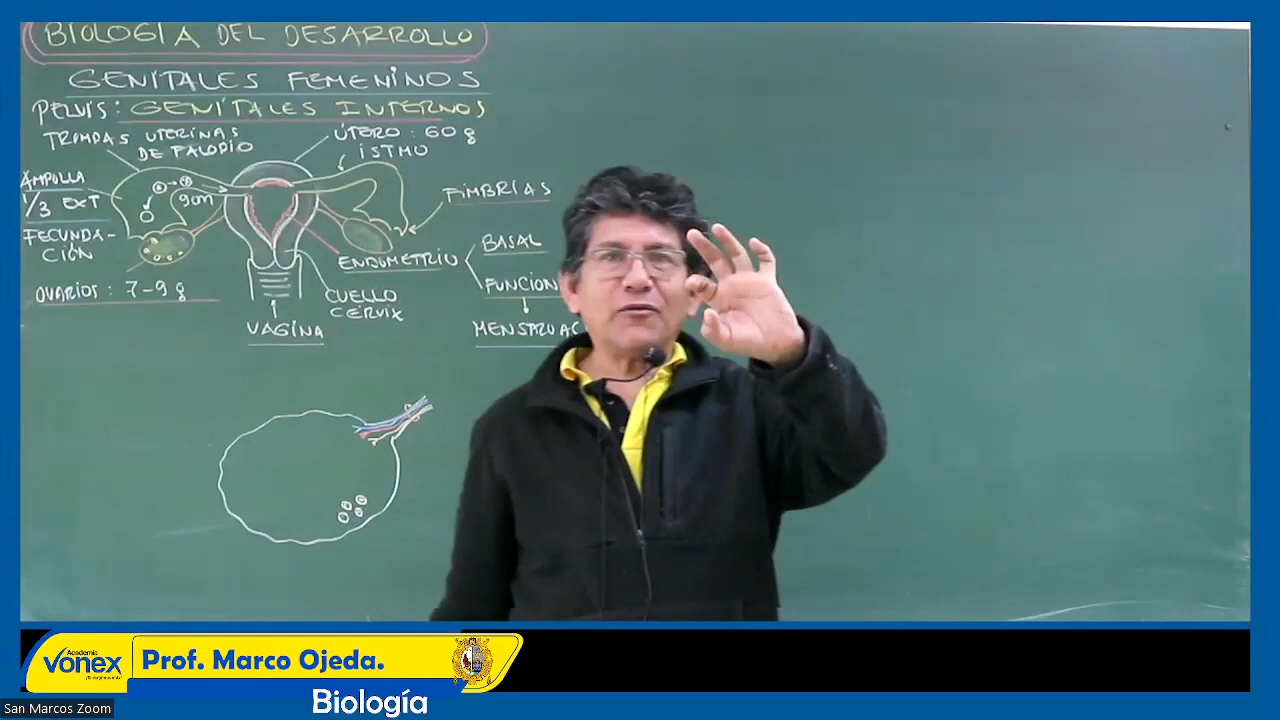 BIOLOGÍA DEL DESARROLLO
GENITALES FEMENINOS
PELVIS: GENITALES INTERNOS
TROMPAS UTERINAS
DE FALOPIO
ÚTERO: 60 g
ISTMO
AMPOLLA
1/3 EXT
9cm
FIMBRIAS
FECUNDA-
CIÓN
BASAL
ENDOMETRIO
FUNCION
OVARIOS: 7-9 g
CUELLO
CÉRVIX
VAGINA
MENSTRUAC
Academia
vonex
Prof. Marco Ojeda.
Biología
San Marcos Zoom